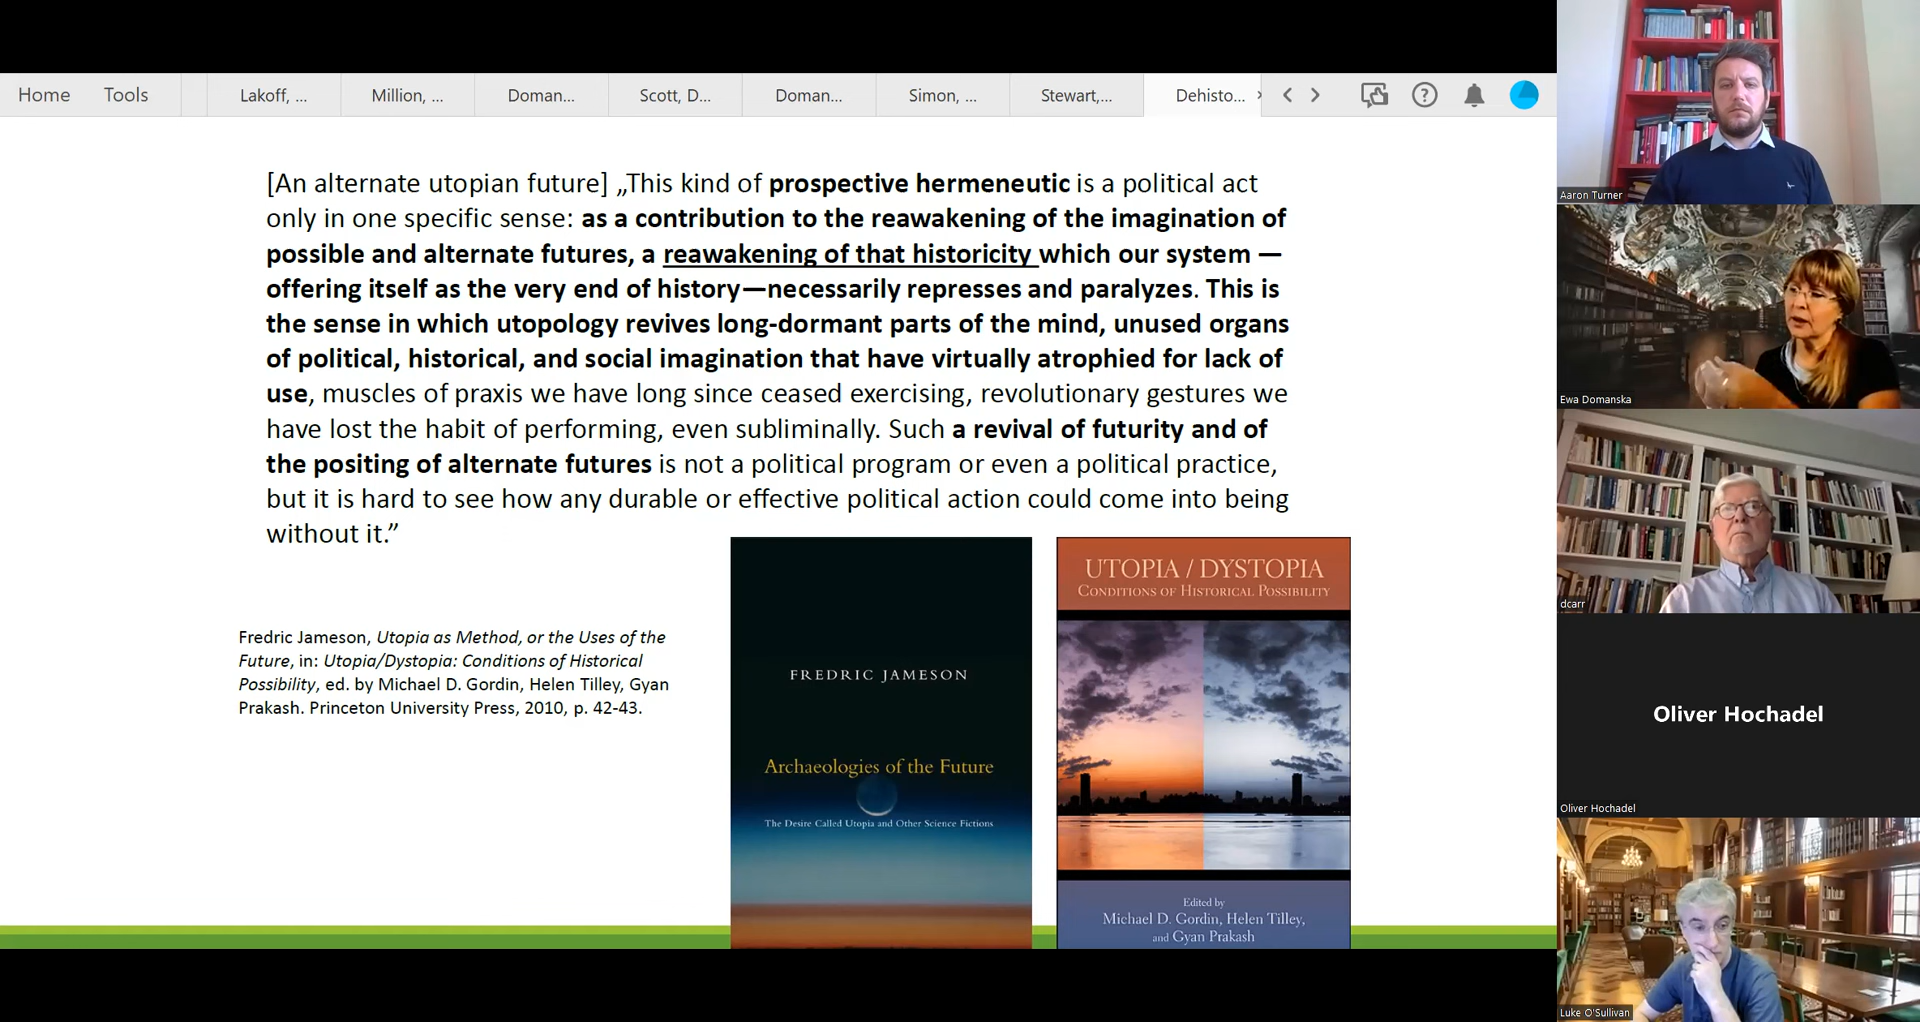 Home Tools Lakoff, ... Million, ... Doman... Scott, D... Doman... Simon, ... Stewart,... Dehisto...
[An alternate utopian future] „This kind of prospective hermeneutic is a political act
only in one specific sense: as a contribution to the reawakening of the imagination of
possible and alternate futures, a reawakening of that historicity which our system —
offering itself as the very end of history—necessarily represses and paralyzes. This is
the sense in which utopology revives long-dormant parts of the mind, unused organs
of political, historical, and social imagination that have virtually atrophied for lack of
use, muscles of praxis we have long since ceased exercising, revolutionary gestures we
have lost the habit of performing, even subliminally. Such a revival of futurity and of
the positing of alternate futures is not a political program or even a political practice,
but it is hard to see how any durable or effective political action could come into being
without it.”
Fredric Jameson, Utopia as Method, or the Uses of the
Future, in: Utopia/Dystopia: Conditions of Historical
Possibility, ed. by Michael D. Gordin, Helen Tilley, Gyan
Prakash. Princeton University Press, 2010, p. 42-43.
FREDRIC JAMESON
Archaeologies of the Future
The Desire Called Utopia and Other Science Fictions
UTOPIA / DYSTOPIA
CONDITIONS OF HISTORICAL POSSIBILITY
Edited by
Michael D. Gordin, Helen Tilley,
and Gyan Prakash
Aaron Turner
Ewa Domanska
dcarr
Oliver Hochadel
Oliver Hochadel
Luke O'Sullivan